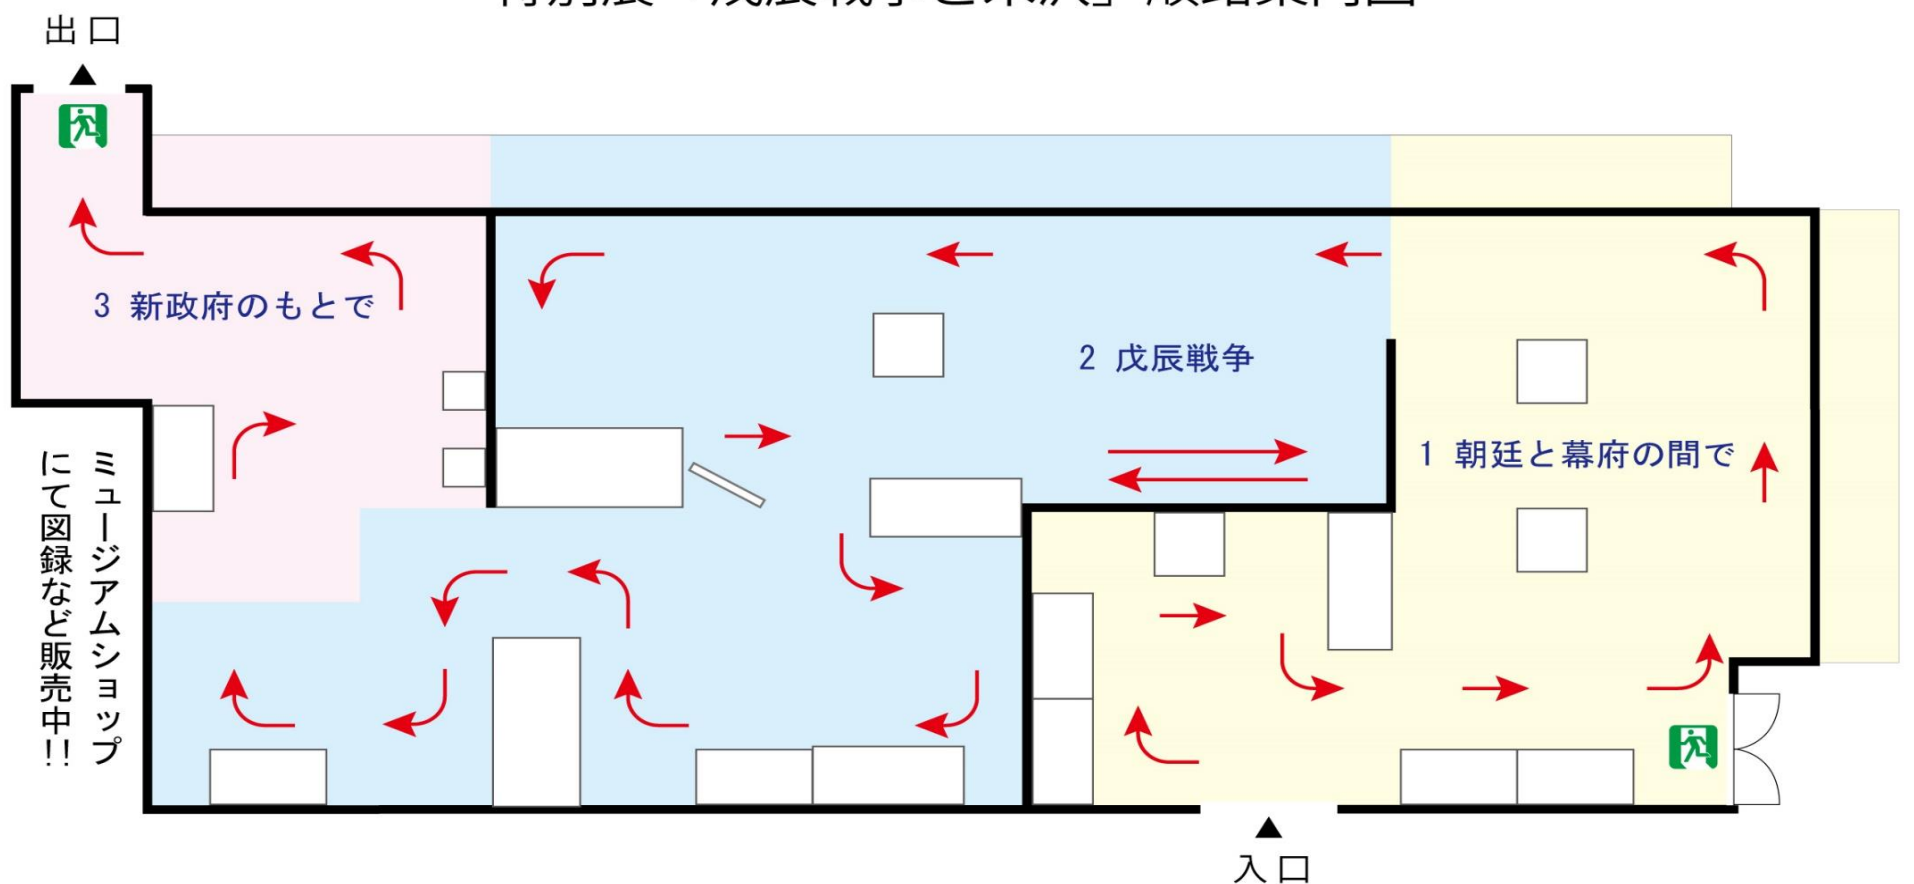 出口
3 新政府のもとで
2 戊辰戦争
1 朝廷と幕府の間で
ミュージアムショップ
にて図録など販売中!!
入口